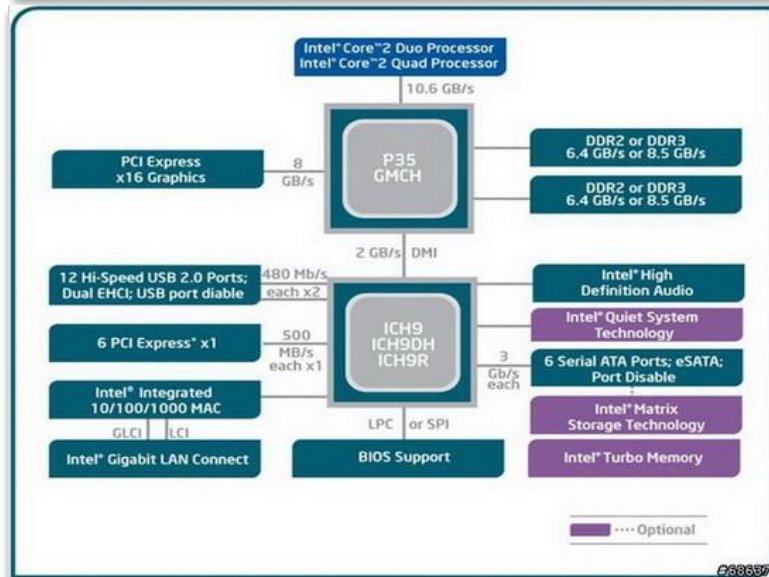 Intel® Core™2 Duo Processor
Intel® Core™2 Quad Processor
10.6 GB/s
P35
GMCH
PCI Express
x16 Graphics
8
GB/s
DDR2 or DDR3
6.4 GB/s or 8.5 GB/s
DDR2 or DDR3
6.4 GB/s or 8.5 GB/s
2 GB/s DMI
12 Hi-Speed USB 2.0 Ports;
Dual EHCI; USB port diable
480 Mb/s
each x2
Intel® High
Definition Audio
ICH9
ICH9DH
ICH9R
Intel® Quiet System
Technology
6 PCI Express* x1
500
MB/s
each x1
3
Gb/s
each
6 Serial ATA Ports; eSATA;
Port Disable
Intel® Integrated
10/100/1000 MAC
Intel® Matrix
Storage Technology
GLCI
LCI
LPC or SPI
Intel® Gigabit LAN Connect
BIOS Support
Intel® Turbo Memory
Optional
#68637